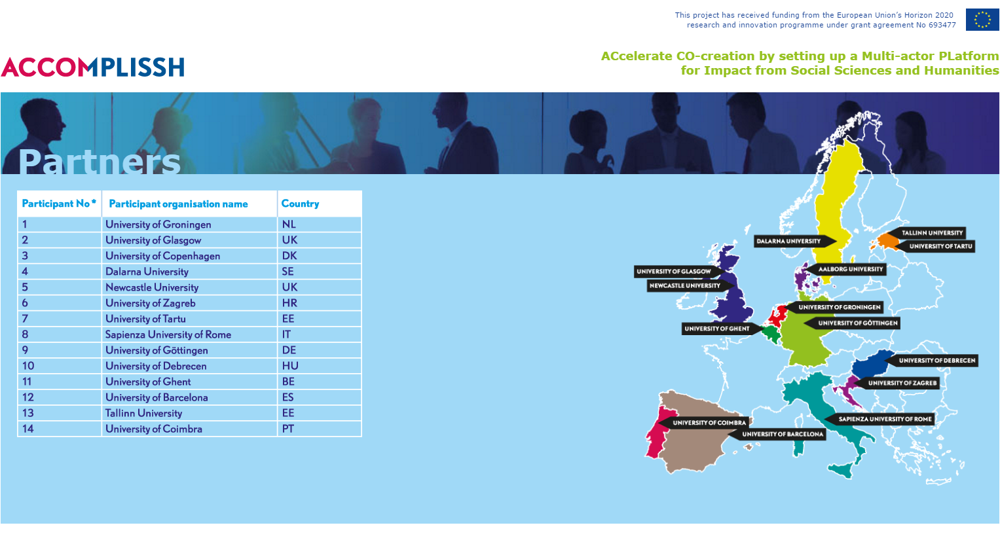 This project has received funding from the European Union's Horizon 2020
research and innovation programme under grant agreement No 693477
ACCOMPLISSH
ACcelerate CO-creation by setting up a Multi-actor PLatform
for Impact from Social Sciences and Humanities
Partners
Participant No * Participant organisation name Country
1 University of Groningen NL
2 University of Glasgow UK
3 University of Copenhagen DK
4 Dalarna University SE
5 Newcastle University UK
6 University of Zagreb HR
7 University of Tartu EE
8 Sapienza University of Rome IT
9 University of Göttingen DE
10 University of Debrecen HU
11 University of Ghent BE
12 University of Barcelona ES
13 Tallinn University EE
14 University of Coimbra PT
TALLINN UNIVERSITY
DALARNA UNIVERSITY
UNIVERSITY OF TARTU
AALBORG UNIVERSITY
UNIVERSITY OF GLASGOW
NEWCASTLE UNIVERSITY
UNIVERSITY OF GRONINGEN
UNIVERSITY OF GÖTTINGEN
UNIVERSITY OF GHENT
UNIVERSITY OF DEBRECEN
UNIVERSITY OF ZAGREB
SAPIENZA UNIVERSITY OF ROME
UNIVERSITY OF COIMBRA
UNIVERSITY OF BARCELONA